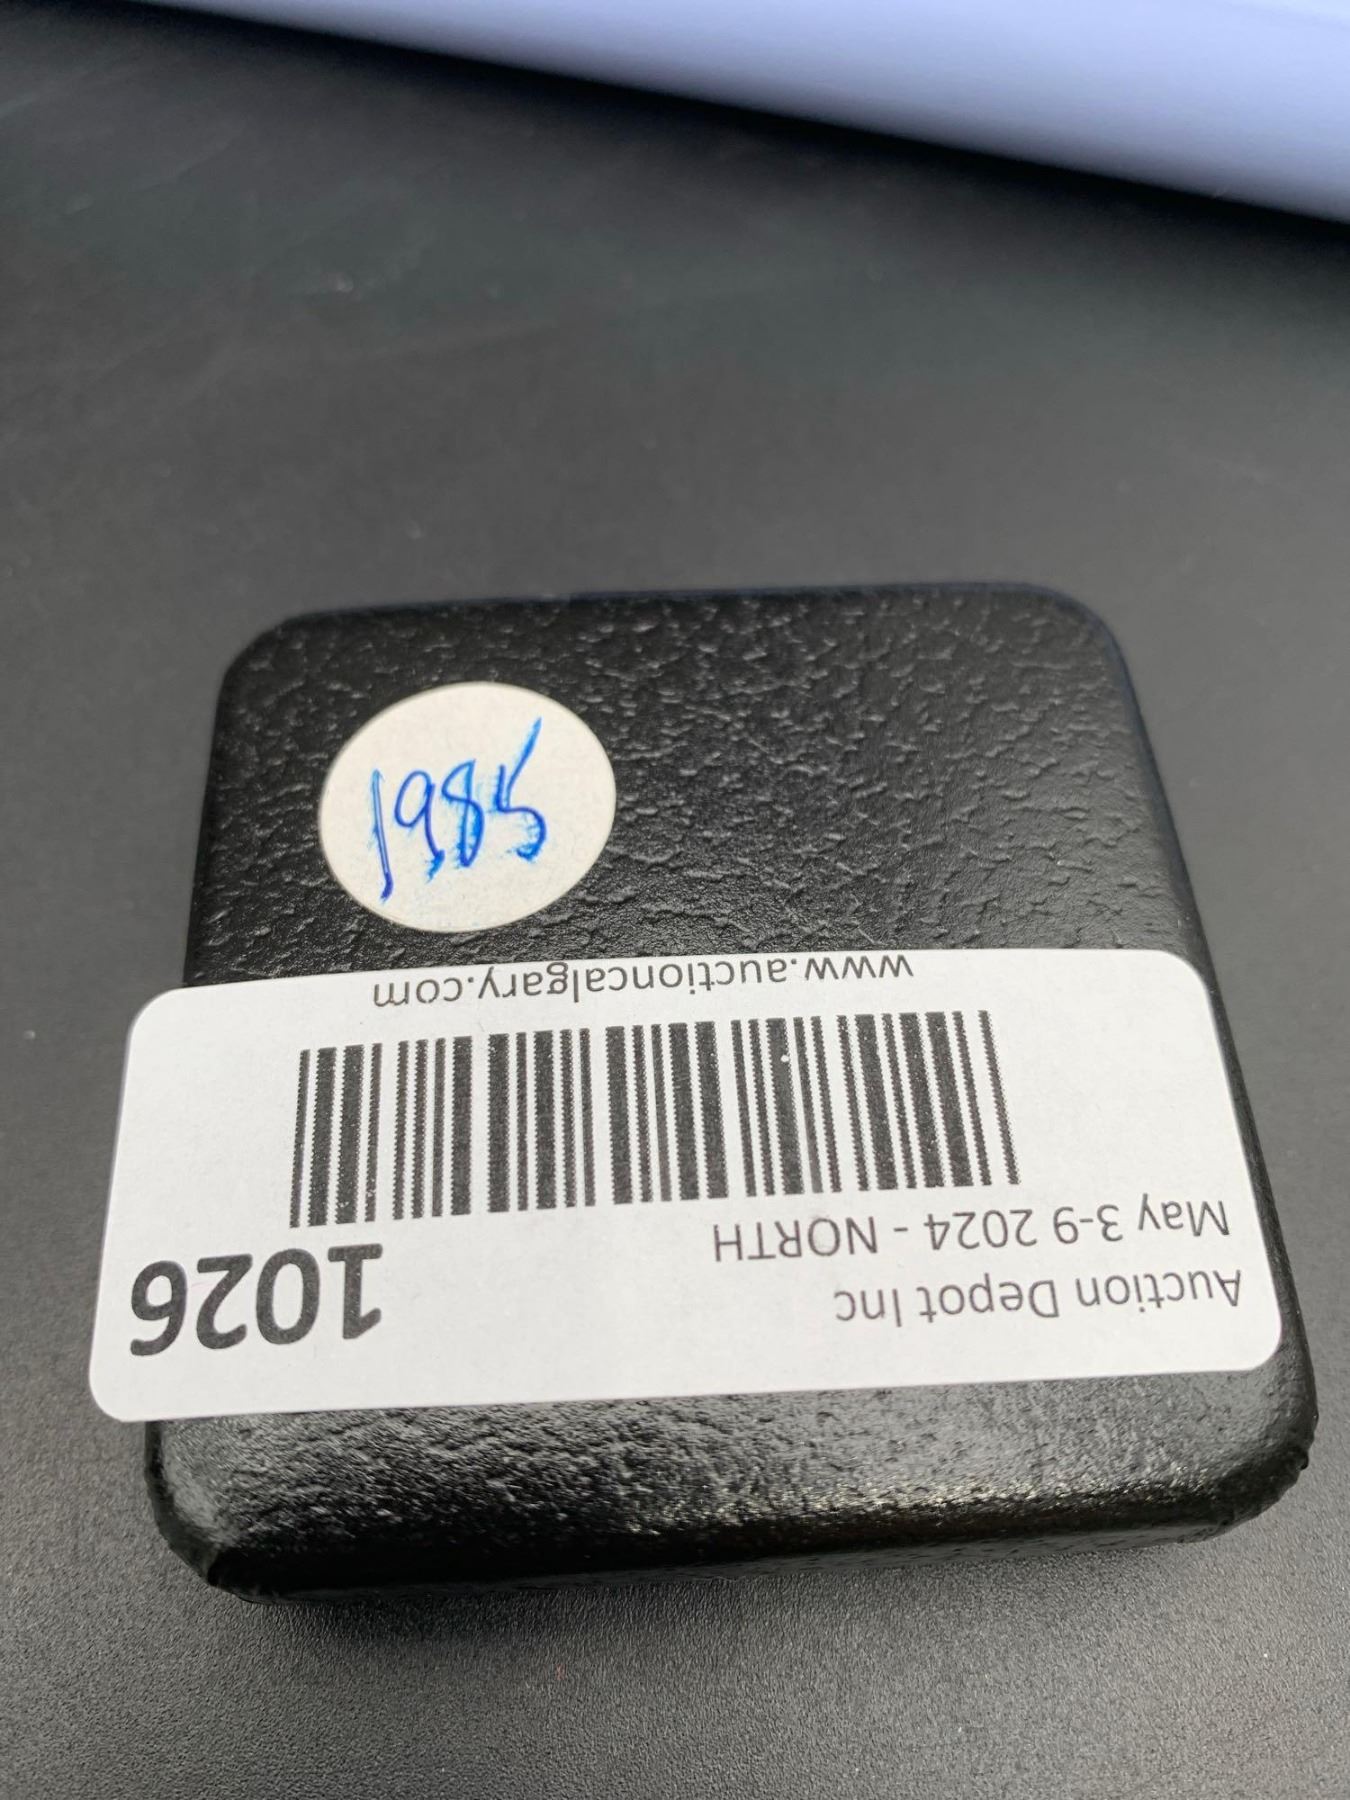 1985
Auction Depot Inc
May 3-9 2024 - NORTH
1026
www.auctioncalgary.com